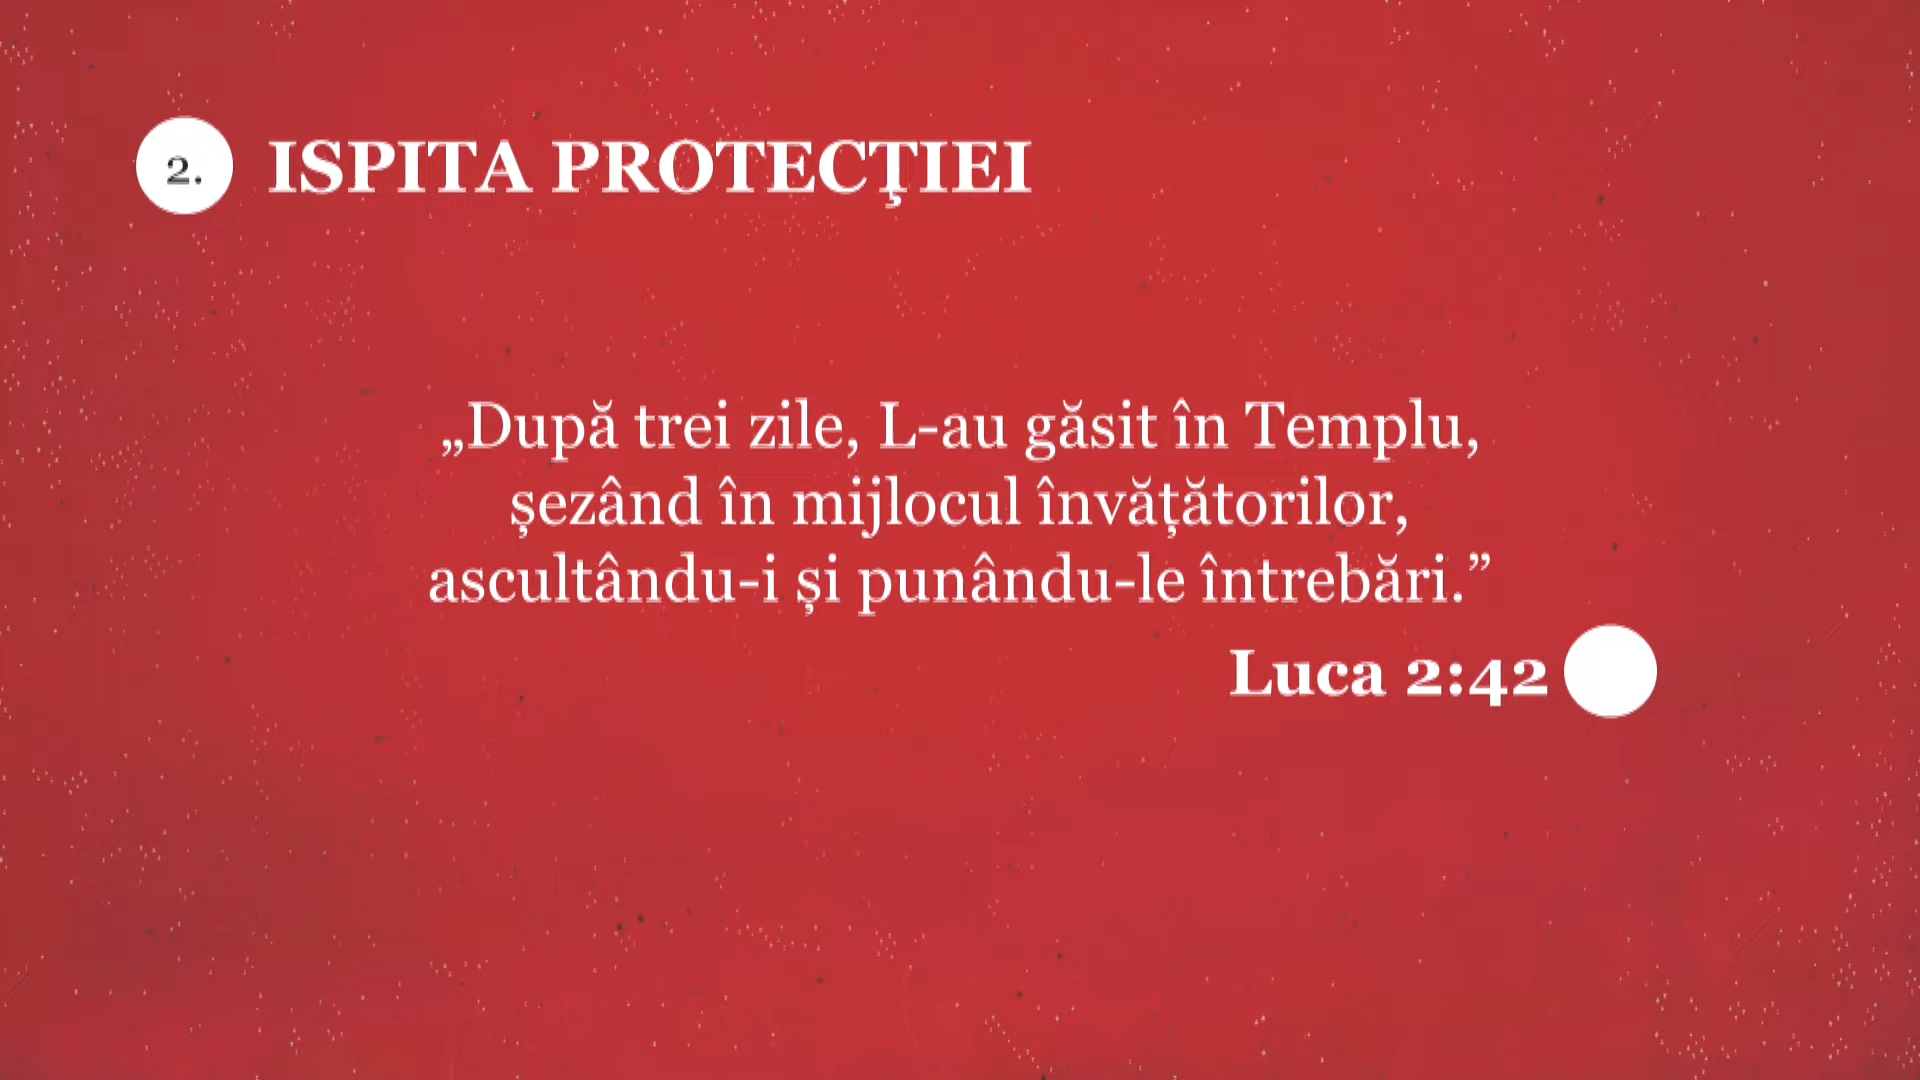 2. ISPITA PROTECŢIEI
„După trei zile, L-au găsit în Templu,
șezând în mijlocul învățătorilor,
ascultându-i și punându-le întrebări.”
Luca 2:42